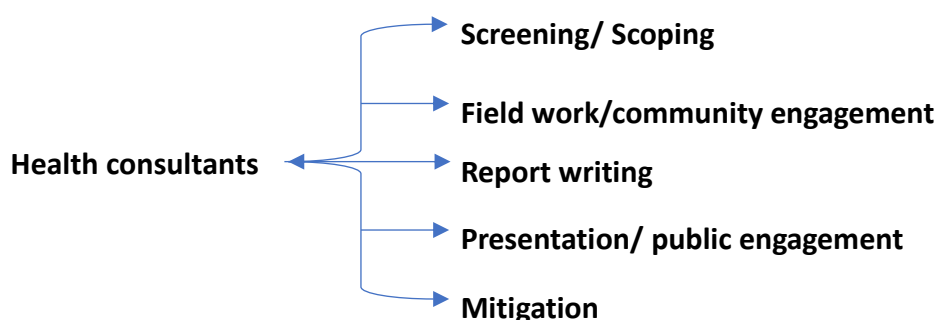 Screening/ Scoping
Field work/community engagement
Health consultants
Report writing
Presentation/ public engagement
Mitigation